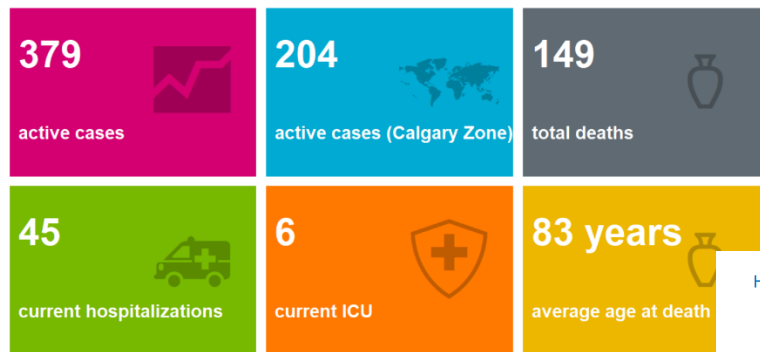 379
active cases
204
active cases (Calgary Zone)
149
total deaths
45
current hospitalizations
6
current ICU
83 years
average age at death
H